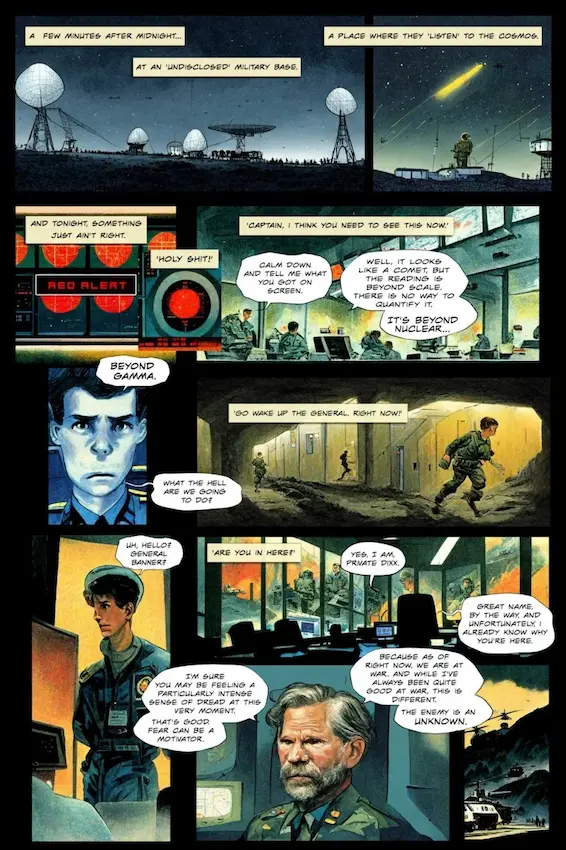 A FEW MINUTES AFTER MIDNIGHT...
AT AN 'UNDISCLOSED' MILITARY BASE.
A PLACE WHERE THEY 'LISTEN' TO THE COSMOS.
AND TONIGHT, SOMETHING
JUST AIN'T RIGHT.
RED ALERT
'HOLY SHIT!'
'CAPTAIN, I THINK YOU NEED TO SEE THIS NOW.'
CALM DOWN
AND TELL ME WHAT
YOU GOT ON
SCREEN.
WELL, IT LOOKS
LIKE A COMET, BUT
THE READING IS
BEYOND SCALE.
THERE IS NO WAY TO
QUANTIFY IT.
IT'S BEYOND
NUCLEAR...
BEYOND
GAMMA.
WHAT THE HELL
ARE WE GOING
TO DO?
'GO WAKE UP THE GENERAL. RIGHT NOW!'
UH, HELLO?
GENERAL
BANNER?
'ARE YOU IN HERE?'
YES, I AM,
PRIVATE DIXX.
GREAT NAME,
BY THE WAY, AND
UNFORTUNATELY, I
ALREADY KNOW WHY
YOU'RE HERE.
BECAUSE AS OF
RIGHT NOW, WE ARE AT
WAR. AND WHILE I'VE
ALWAYS BEEN QUITE
GOOD AT WAR, THIS IS
DIFFERENT.
THE ENEMY IS AN
UNKNOWN.
I'M SURE
YOU MAY BE FEELING A
PARTICULARLY INTENSE
SENSE OF DREAD AT THIS
VERY MOMENT.
THAT'S GOOD.
FEAR CAN BE A
MOTIVATOR.